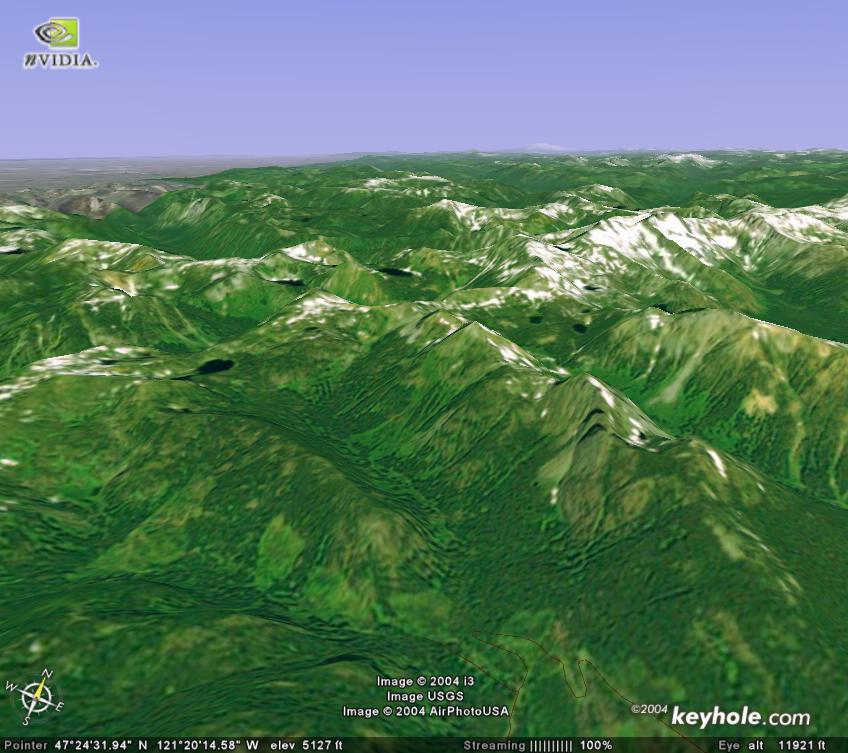 nVIDIA.
N
W
E
S
Image © 2004 i3
Image USGS
Image © 2004 AirPhotoUSA
©2004 keyhole.com
Pointer 47°24'31.94" N 121°20'14.58" W elev 5127 ft Streaming |||||||||| 100% Eye alt 11921 ft